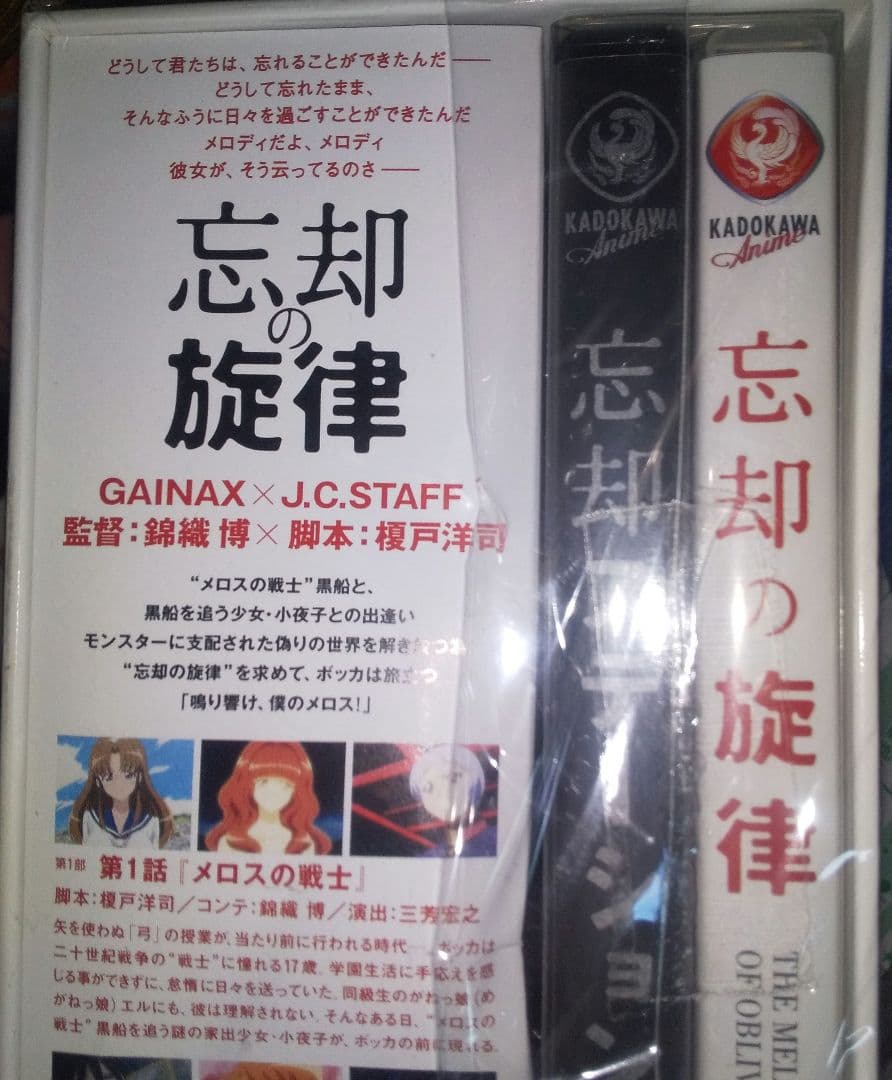 どうして君たちは、忘れることができたんだ――
どうして忘れたまま、
そんなふうに日々を過ごすことができたんだ
メロディだよ、メロディ
彼女が、そう云ってるのさ――
忘却の旋律
GAINAX×J.C.STAFF
監督：錦織 博×脚本：榎戸洋司
“メロスの戦士”黒船と、
黒船を追う少女・小夜子との出逢い
モンスターに支配された偽りの世界を解き
“忘却の旋律”を求めて、ボッカは旅立つ
「鳴り響け、僕のメロス！」
第1部 第1話『メロスの戦士』
脚本：榎戸洋司／コンテ：錦織 博／演出：三芳宏之
矢を使わぬ「弓」の授業が、当たり前に行われる時代――ボッカは
二十世紀戦争の“戦士”に憧れる17歳。学園生活に手応えを感
じる事ができずに、怠惰に日々を送っていた。同級生のかねっ娘（め
がねっ娘）エルにも、彼は理解されない。そんなある日、“メロスの
戦士”黒船を追う謎の家出少女・小夜子が、ボッカの前に現れる。
KADOKAWA
Anime
忘却
ーション
KADOKAWA
Anime
忘却の旋律
THE MEL
OF OBLIV